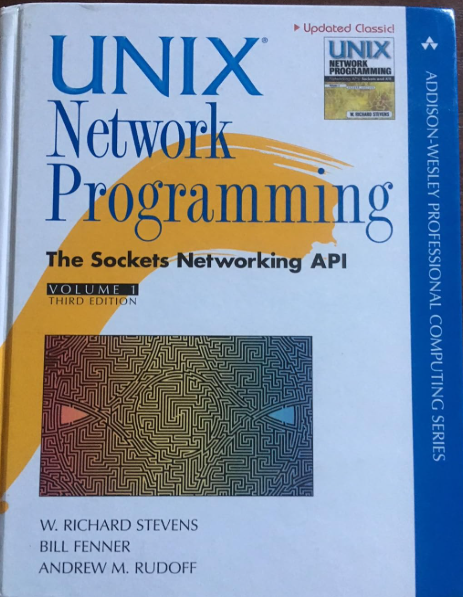 ▸ Updated Classic!
UNIX
NETWORK
PROGRAMMING
W. RICHARD STEVENS
UNIX®
Network
Programming
The Sockets Networking API
VOLUME 1
THIRD EDITION
W. RICHARD STEVENS
BILL FENNER
ANDREW M. RUDOFF
ADDISON-WESLEY PROFESSIONAL COMPUTING SERIES